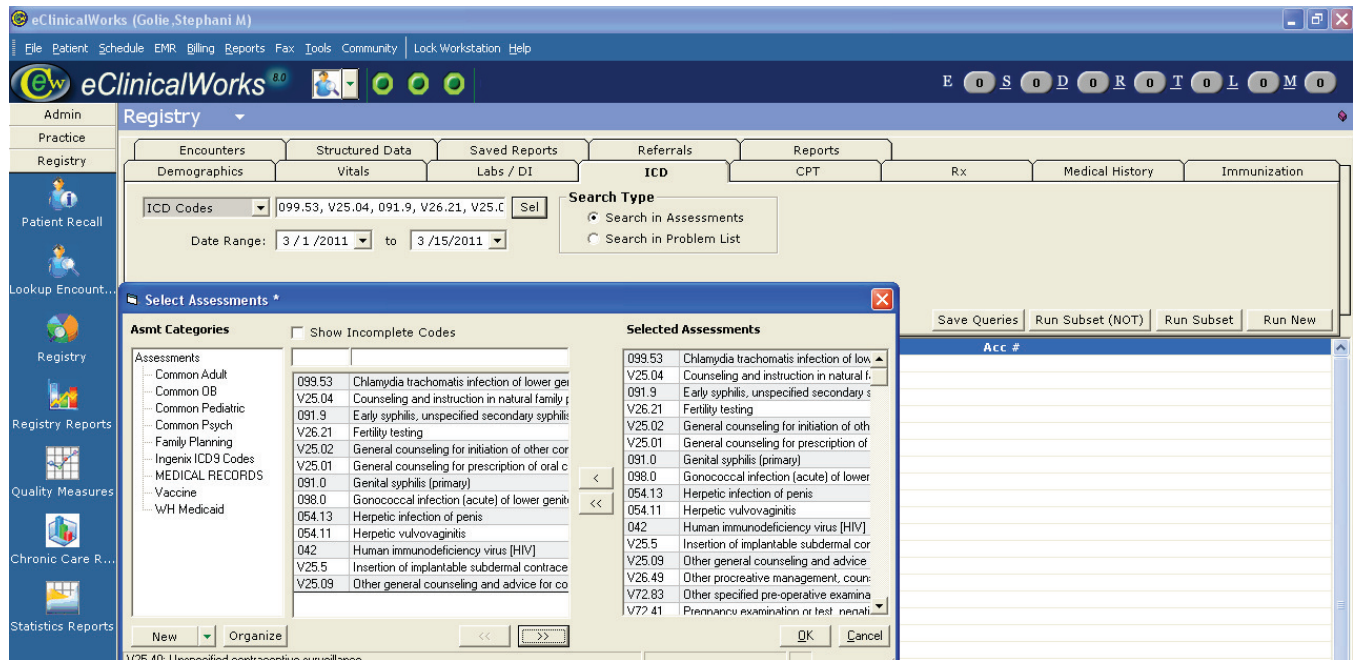 eClinicalWorks (Golie,Stephani M)
File Patient Schedule EMR Billing Reports Fax Tools Community Lock Workstation Help
eCW eClinicalWorks 8.0 E 0 S 0 D 0 R 0 T 0 L 0 M 0
Admin
Practice
Registry
Patient Recall
Lookup Encount...
Registry
Registry Reports
Quality Measures
Chronic Care R...
Statistics Reports
Registry
Encounters Structured Data Saved Reports Referrals Reports
Demographics Vitals Labs / DI ICD CPT Rx Medical History Immunization
ICD Codes 099.53, V25.04, 091.9, V26.21, V25.0 Sel
Date Range: 3 / 1 /2011 to 3 /15/2011
Search Type
Search in Assessments
Search in Problem List
Save Queries Run Subset (NOT) Run Subset Run New
Acc #
Select Assessments *
Asmt Categories
Assessments
Common Adult
Common OB
Common Pediatric
Common Psych
Family Planning
Ingenix ICD9 Codes
MEDICAL RECORDS
Vaccine
WH Medicaid
New Organize
Show Incomplete Codes
099.53 Chlamydia trachomatis infection of lower ger
V25.04 Counseling and instruction in natural family p
091.9 Early syphilis, unspecified secondary syphilis
V26.21 Fertility testing
V25.02 General counseling for initiation of other con
V25.01 General counseling for prescription of oral c
091.0 Genital syphilis (primary)
098.0 Gonococcal infection (acute) of lower genito
054.13 Herpetic infection of penis
054.11 Herpetic vulvovaginitis
042 Human immunodeficiency virus [HIV]
V25.5 Insertion of implantable subdermal contrace
V25.09 Other general counseling and advice for co
<< >>
<
<<
Selected Assessments
099.53 Chlamydia trachomatis infection of low
V25.04 Counseling and instruction in natural f
091.9 Early syphilis, unspecified secondary s
V26.21 Fertility testing
V25.02 General counseling for initiation of oth
V25.01 General counseling for prescription of
091.0 Genital syphilis (primary)
098.0 Gonococcal infection (acute) of lower
054.13 Herpetic infection of penis
054.11 Herpetic vulvovaginitis
042 Human immunodeficiency virus [HIV]
V25.5 Insertion of implantable subdermal cor
V25.09 Other general counseling and advice
V26.49 Other procreative management, coun
V72.83 Other specified pre-operative examina
V72.41 Pregnancy examination or test, negati
OK Cancel
V25.40: Unspecified contraceptive surveillance